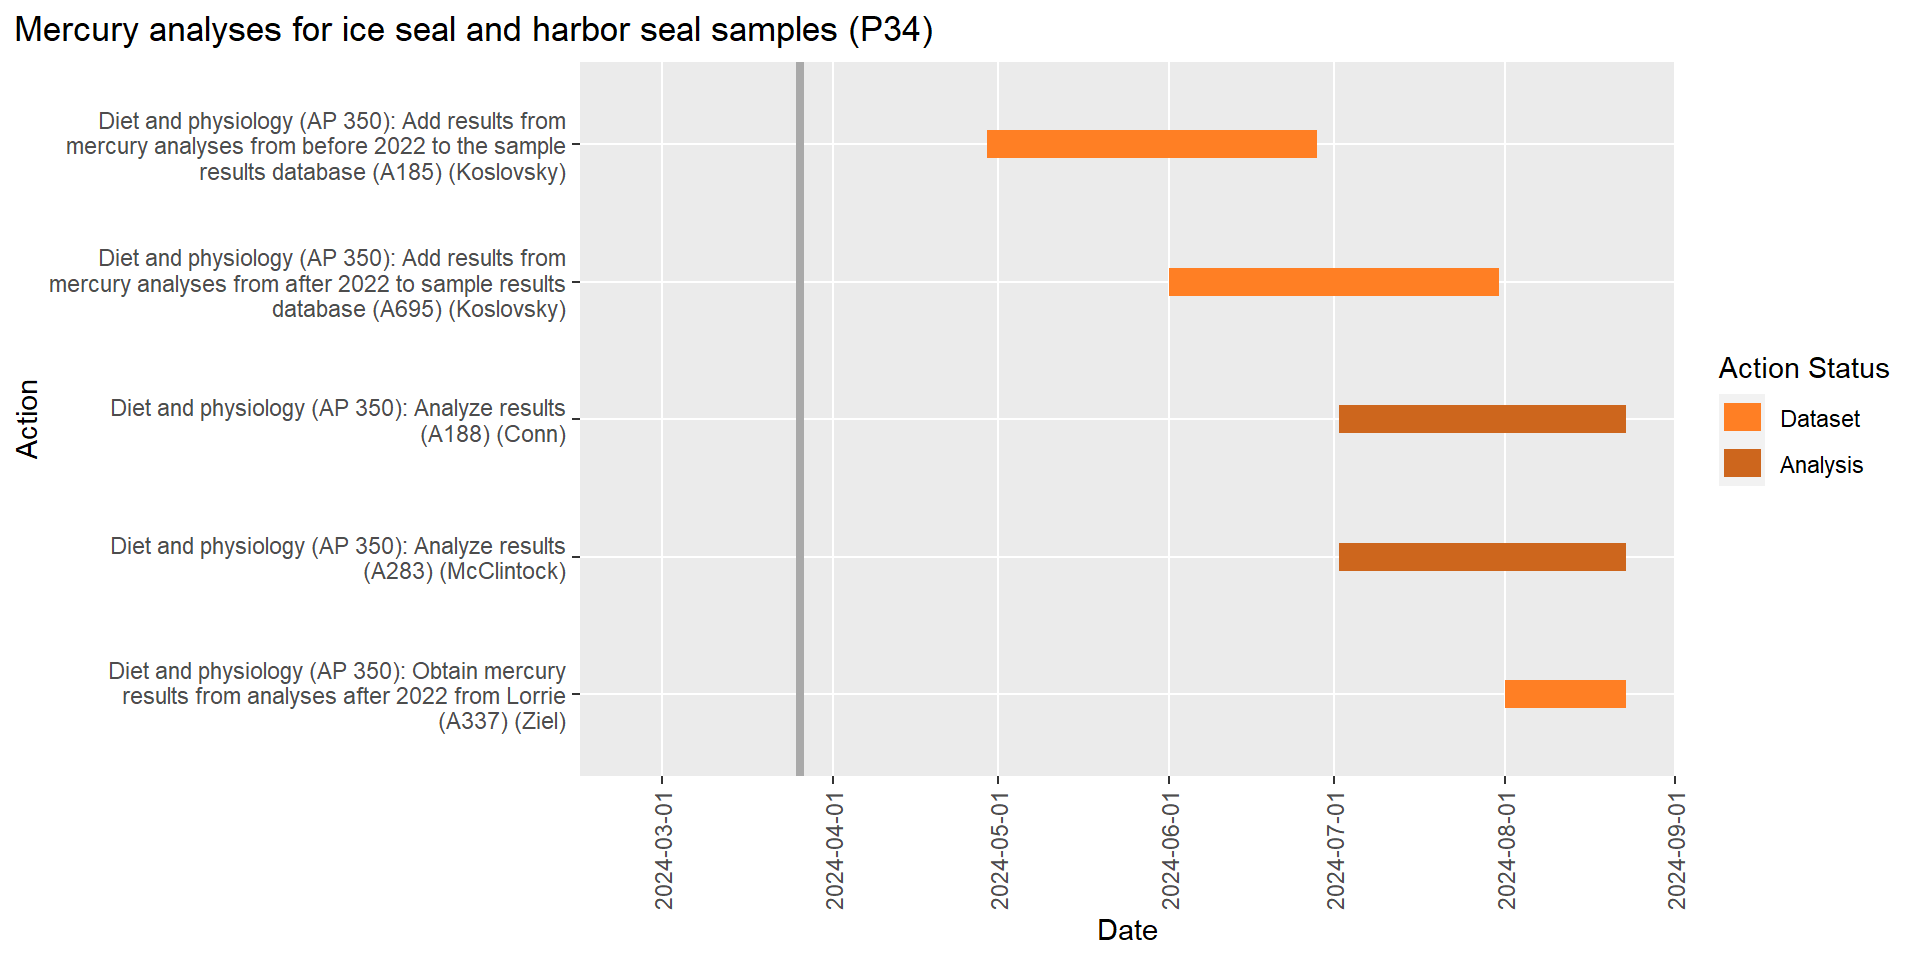 Mercury analyses for ice seal and harbor seal samples (P34)
Diet and physiology (AP 350): Add results from
mercury analyses from before 2022 to the sample
results database (A185) (Koslovsky)
Diet and physiology (AP 350): Add results from
mercury analyses from after 2022 to sample results
database (A695) (Koslovsky)
Diet and physiology (AP 350): Analyze results
(A188) (Conn)
Diet and physiology (AP 350): Analyze results
(A283) (McClintock)
Diet and physiology (AP 350): Obtain mercury
results from analyses after 2022 from Lorrie
(A337) (Ziel)
Action
2024-03-01
2024-04-01
2024-05-01
2024-06-01
2024-07-01
2024-08-01
2024-09-01
Date
Action Status
Dataset
Analysis